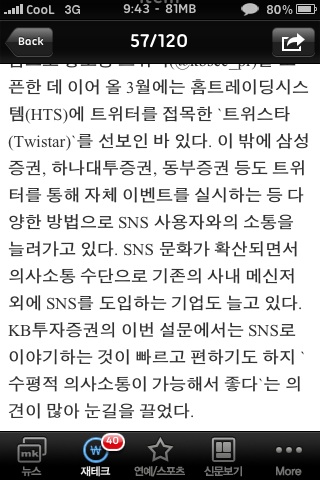 CooL 3G 9:43 - 81MB 80%
Back 57/120
픈한 데 이어 올 3월에는 홈트레이딩시스
템(HTS)에 트위터를 접목한 `트위스타
(Twistar)`를 선보인 바 있다. 이 밖에 삼성
증권, 하나대투증권, 동부증권 등도 트위
터를 통해 자체 이벤트를 실시하는 등 다
양한 방법으로 SNS 사용자와의 소통을
늘려가고 있다. SNS 문화가 확산되면서
의사소통 수단으로 기존의 사내 메신저
외에 SNS를 도입하는 기업도 늘고 있다.
KB투자증권의 이번 설문에서는 SNS로
이야기하는 것이 빠르고 편하기도 하지 `
수평적 의사소통이 가능해서 좋다`는 의
견이 많아 눈길을 끌었다.
mk 40
뉴스 재테크 연예/스포츠 신문보기 More